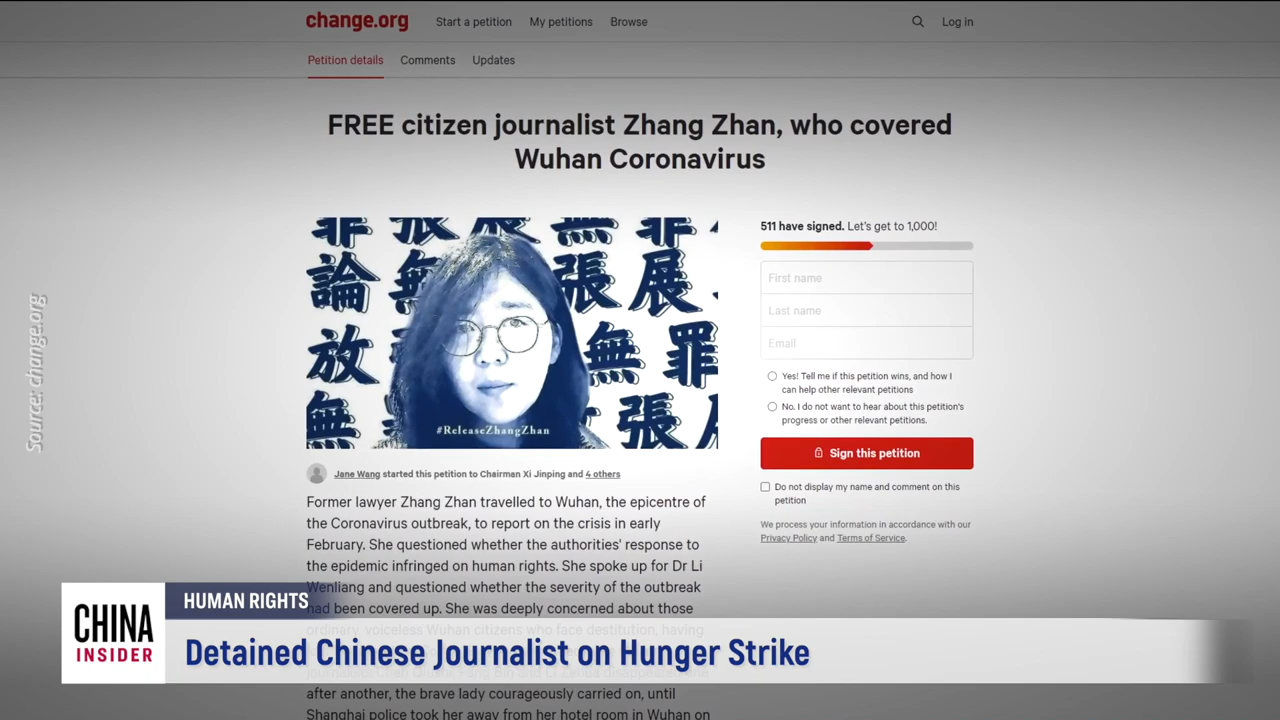 change.org
Start a petition
My petitions
Browse
Log in
Petition details
Comments
Updates
FREE citizen journalist Zhang Zhan, who covered
Wuhan Coronavirus
罪 張 展 無 罪
論 無 張 展
放 無 罪
無 張
#ReleaseZhangZhan
Jane Wang started this petition to Chairman Xi Jinping and 4 others
Former lawyer Zhang Zhan travelled to Wuhan, the epicentre of
the Coronavirus outbreak, to report on the crisis in early
February. She questioned whether the authorities' response to
the epidemic infringed on human rights. She spoke up for Dr Li
Wenliang and questioned whether the severity of the outbreak
had been covered up. She was deeply concerned about those
ordinary, voiceless Wuhan citizens who face destitution, having
after another, the brave lady courageously carried on, until
Shanghai police took her away from her hotel room in Wuhan on
511 have signed. Let's get to 1,000!
First name
Last name
Email
Yes! Tell me if this petition wins, and how I
can help other relevant petitions
No. I do not want to hear about this petition's
progress or other relevant petitions.
Sign this petition
Do not display my name and comment on this
petition
We process your information in accordance with our
Privacy Policy and Terms of Service.
Source: change.org
CHINA
INSIDER
HUMAN RIGHTS
Detained Chinese Journalist on Hunger Strike